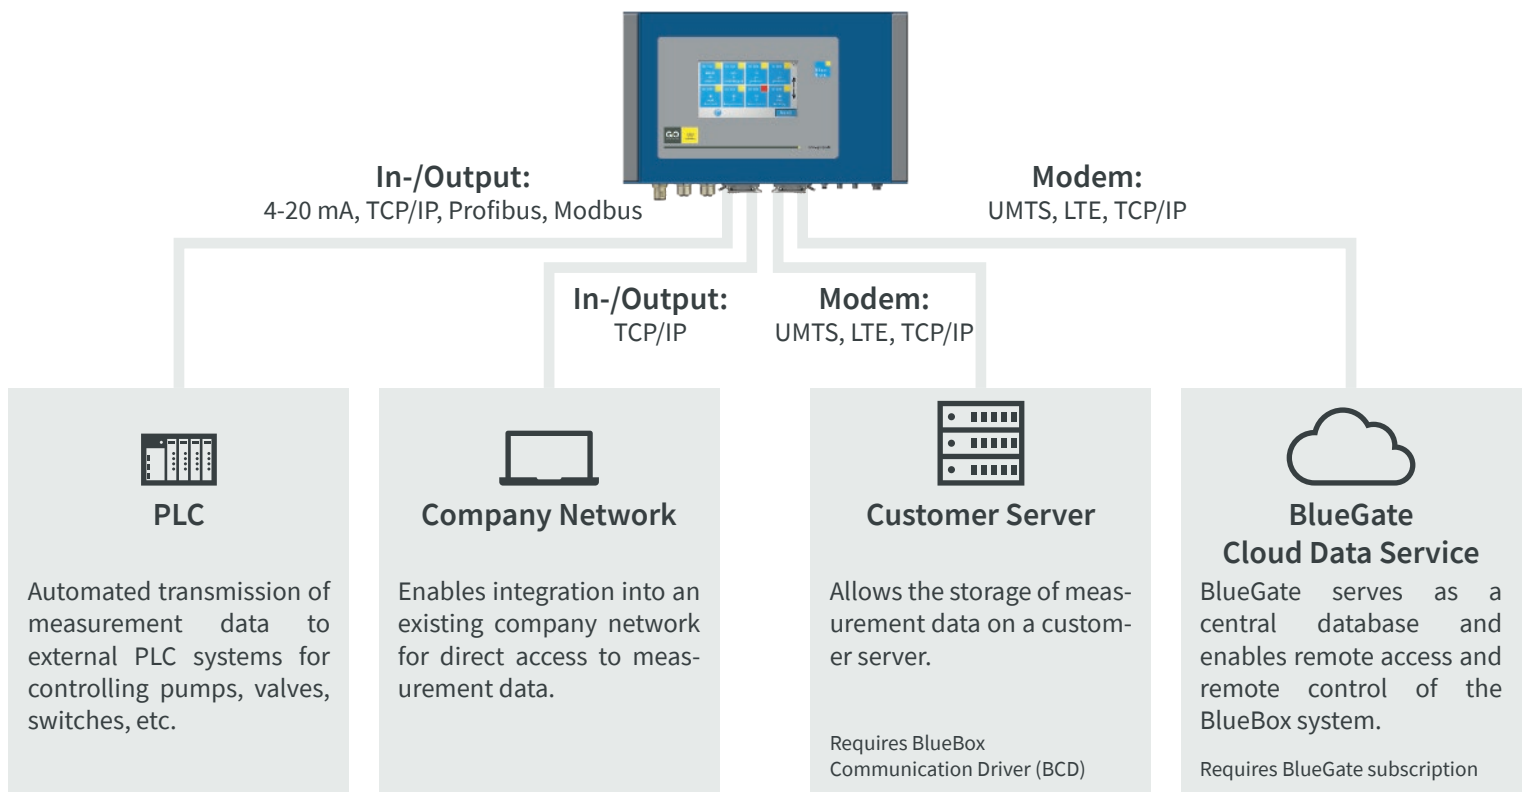 In-/Output:
4-20 mA, TCP/IP, Profibus, Modbus
Modem:
UMTS, LTE, TCP/IP
In-/Output:
TCP/IP
Modem:
UMTS, LTE, TCP/IP
PLC
Automated transmission of
measurement data to
external PLC systems for
controlling pumps, valves,
switches, etc.
Company Network
Enables integration into an
existing company network
for direct access to meas-
urement data.
Customer Server
Allows the storage of meas-
urement data on a custom-
er server.
Requires BlueBox
Communication Driver (BCD)
BlueGate
Cloud Data Service
BlueGate serves as a
central database and
enables remote access and
remote control of the
BlueBox system.
Requires BlueGate subscription